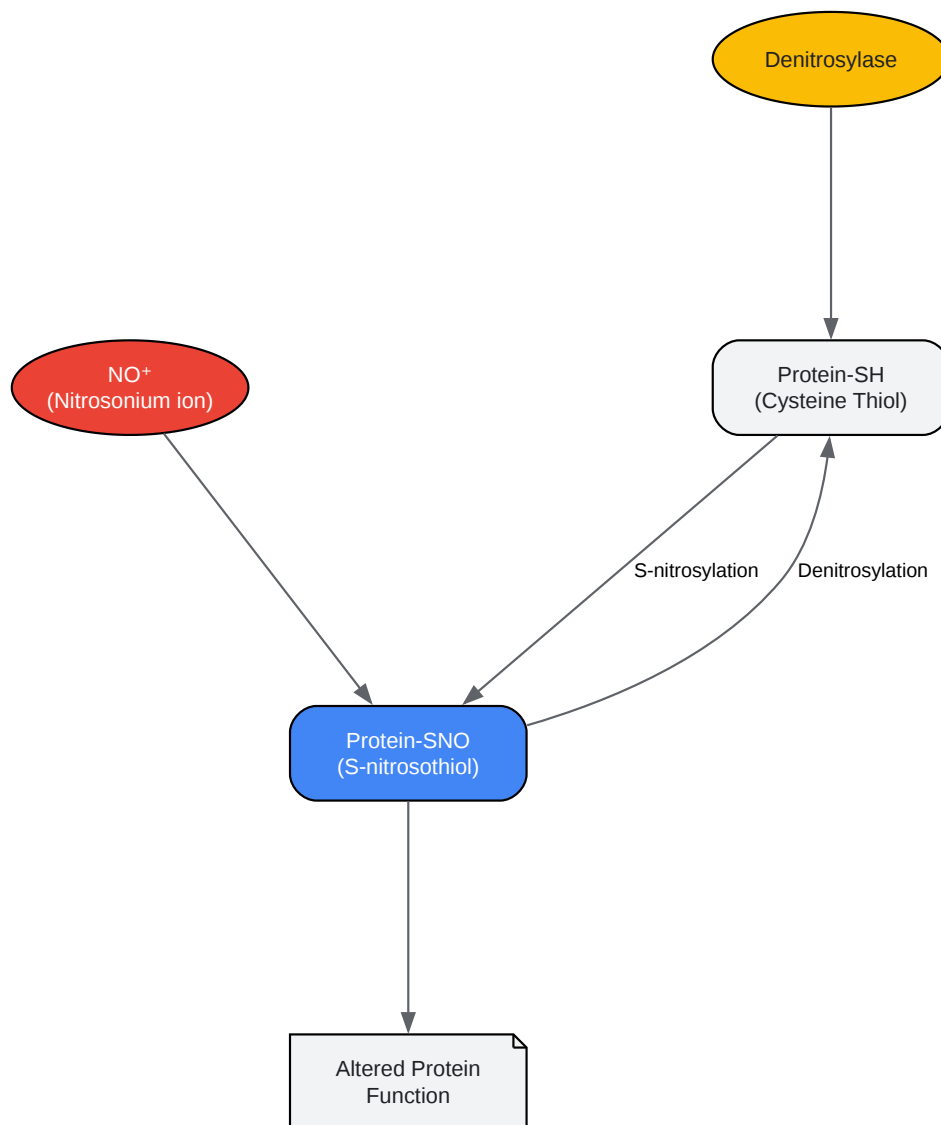 Denitrosylase
NO⁺
(Nitrosonium ion)
Protein-SH
(Cysteine Thiol)
S-nitrosylation
Denitrosylation
Protein-SNO
(S-nitrosothiol)
Altered Protein
Function